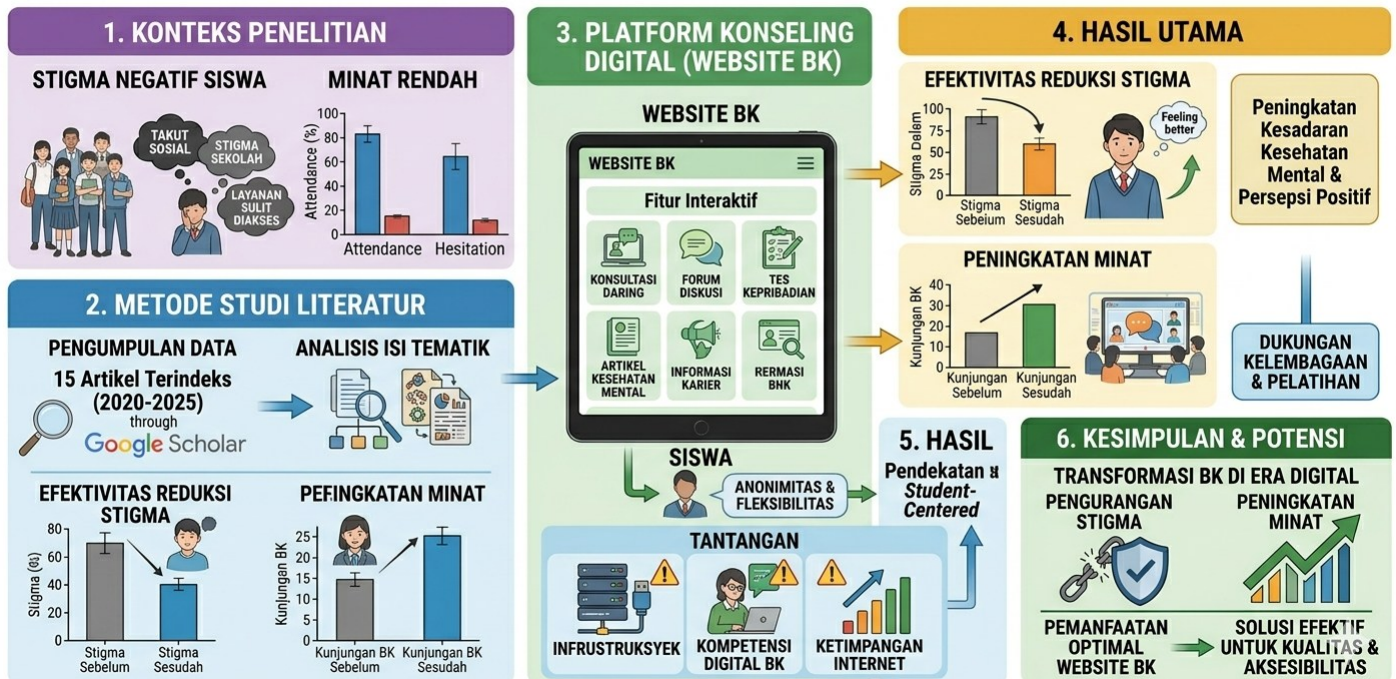 1. KONTEKS PENELITIAN
STIGMA NEGATIF SISWA
TAKUT
SOSIAL
STIGMA
SEKOLAH
LAYANAN
SULIT
DIAKSES
MINAT RENDAH
Attendance (%)
100
80
60
40
20
0
Attendance
Hesitation
2. METODE STUDI LITERATUR
PENGUMPULAN DATA
15 Artikel Terindeks
(2020-2025)
through
Google Scholar
ANALISIS ISI TEMATIK
EFEKTIVITAS REDUKSI
STIGMA
80
60
40
20
0
Stigma
Sebelum
Stigma
Sesudah
MINAT
Kunjungan BK
25
20
15
10
5
0
Kunjungan BK
Sebelum
Kunjungan BK
Sesudah
3. PLATFORM KONSELING
DIGITAL (WEBSITE BK)
WEBSITE BK
WEBSITE BK
Fitur Interaktif
KONSULTASI
DARING
FORUM
DISKUSI
TES
KEPRIBADIAN
ARTIKEL
KESEHATAN
MENTAL
INFORMASI
KARIER
RERMASI
BHK
SISWA
ANONIMITAS &
FLEKSIBILITAS
TANTANGAN
INFRUSTRUKSYEK
KOMPETENSI
DIGITAL BK
KETIMPANGAN
INTERNET
4. HASIL UTAMA
EFEKTIVITAS REDUKSI STIGMA
Stigma Dalem
100
75
50
25
0
Stigma
Sebelum
Stigma
Sesudah
Feeling
better
Peningkatan
Kesadaran
Kesehatan
Mental &
Persepsi Positif
PENINGKATAN MINAT
Kunjungan BK
40
30
20
10
0
Kunjungan
Sebelum
Kunjungan
Sesudah
DUKUNGAN
KELEMBAGAAN
& PELATIHAN
5. HASIL
Pendekatan
Student-
Centered
6. KESIMPULAN & POTENSI
TRANSFORMASI BK DI ERA DIGITAL
PENGURANGAN
STIGMA
PENINGKATAN
MINAT
PEMANFAATAN
OPTIMAL
WEBSITE BK
SOLUSI EFEKTIF
UNTUK KUALITAS &
AKSESIBILITAS